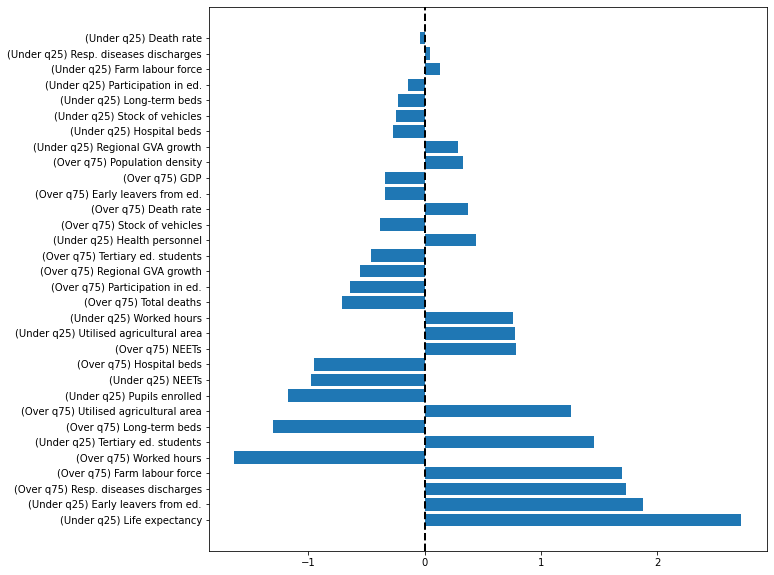 (Under q25) Death rate
(Under q25) Resp. diseases discharges
(Under q25) Farm labour force
(Under q25) Participation in ed.
(Under q25) Long-term beds
(Under q25) Stock of vehicles
(Under q25) Hospital beds
(Under q25) Regional GVA growth
(Over q75) Population density
(Over q75) GDP
(Over q75) Early leavers from ed.
(Over q75) Death rate
(Over q75) Stock of vehicles
(Under q25) Health personnel
(Over q75) Tertiary ed. students
(Over q75) Regional GVA growth
(Over q75) Participation in ed.
(Over q75) Total deaths
(Under q25) Worked hours
(Under q25) Utilised agricultural area
(Over q75) NEETs
(Over q75) Hospital beds
(Under q25) NEETs
(Under q25) Pupils enrolled
(Over q75) Utilised agricultural area
(Over q75) Long-term beds
(Under q25) Tertiary ed. students
(Over q75) Worked hours
(Over q75) Farm labour force
(Over q75) Resp. diseases discharges
(Under q25) Early leavers from ed.
(Under q25) Life expectancy
−1 0 1 2